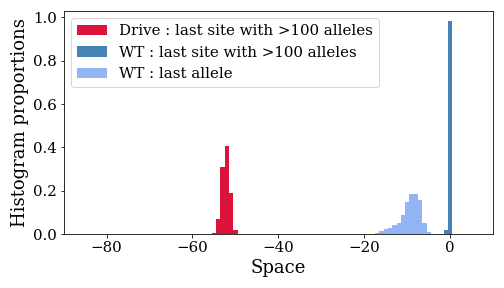 Drive : last site with >100 alleles
WT : last site with >100 alleles
WT : last allele
Histogram proportions
1.0
0.8
0.6
0.4
0.2
0.0
−80 −60 −40 −20 0
Space